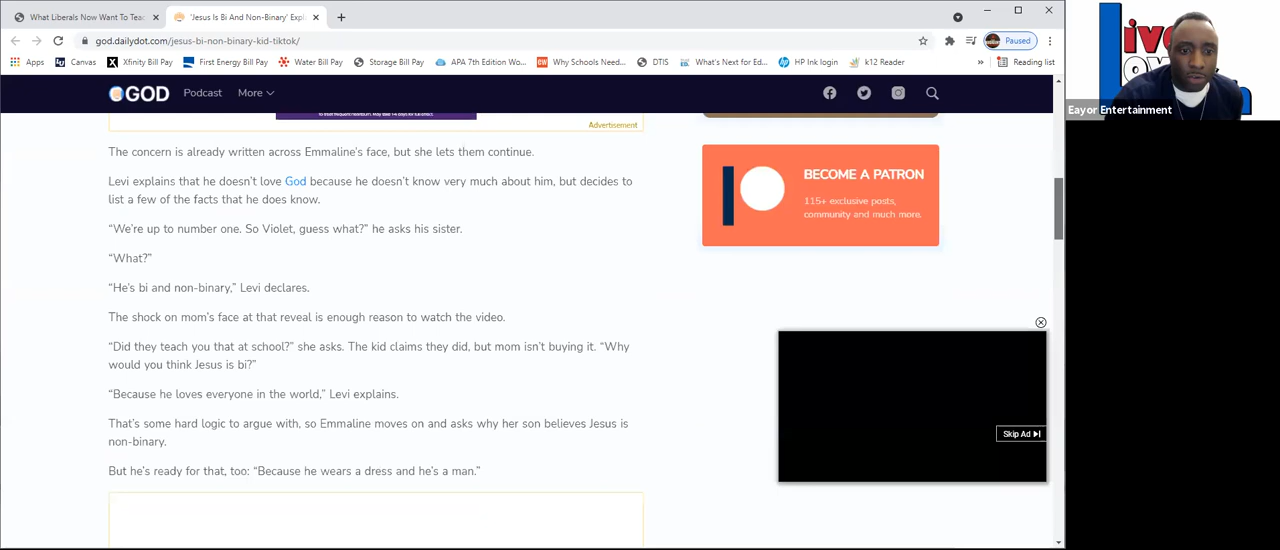 What Liberals Now Want To Tea
'Jesus Is Bi And Non-Binary' Expl
god.dailydot.com/jesus-bi-non-binary-kid-tiktok/
Paused
Apps
Canvas
Xfinity Bill Pay
First Energy Bill Pay
Water Bill Pay
Storage Bill Pay
APA 7th Edition Wo...
Why Schools Need...
DTIS
What's Next for Ed...
HP Ink login
k12 Reader
»
Reading list
GOD
Podcast
More
Advertisement
The concern is already written across Emmaline's face, but she lets them continue.
Levi explains that he doesn't love God because he doesn't know very much about him, but decides to
list a few of the facts that he does know.
“We're up to number one. So Violet, guess what?” he asks his sister.
“What?”
“He's bi and non-binary,” Levi declares.
The shock on mom's face at that reveal is enough reason to watch the video.
“Did they teach you that at school?” she asks. The kid claims they did, but mom isn't buying it. “Why
would you think Jesus is bi?”
“Because he loves everyone in the world,” Levi explains.
That's some hard logic to argue with, so Emmaline moves on and asks why her son believes Jesus is
non-binary.
But he's ready for that, too: “Because he wears a dress and he's a man.”
BECOME A PATRON
115+ exclusive posts,
community and much more.
Skip Ad
Eayor Entertainment